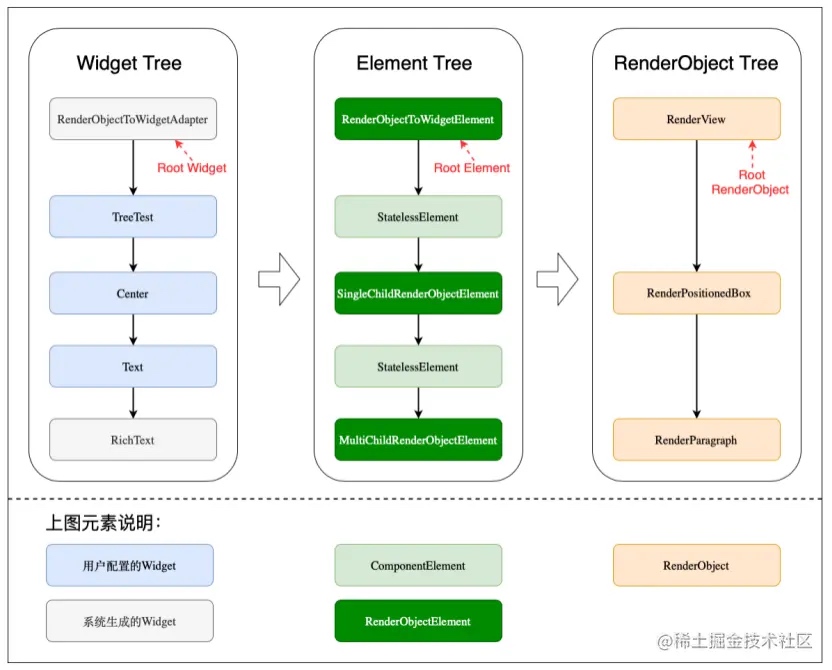 Widget Tree
RenderObjectToWidgetAdapter
Root Widget
TreeTest
Center
Text
RichText
Element Tree
RenderObjectToWidgetElement
Root Element
StatelessElement
SingleChildRenderObjectElement
StatelessElement
MultiChildRenderObjectElement
RenderObject Tree
RenderView
Root
RenderObject
RenderPositionedBox
RenderParagraph
上图元素说明：
用户配置的Widget
ComponentElement
RenderObject
系统生成的Widget
RenderObjectElement
@稀土掘金技术社区